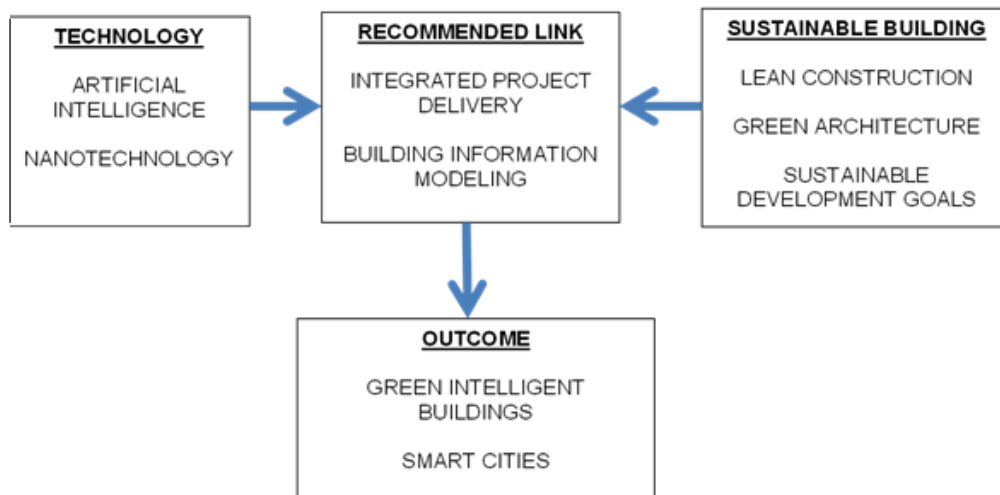 TECHNOLOGY
ARTIFICIAL
INTELLIGENCE
NANOTECHNOLOGY
RECOMMENDED LINK
INTEGRATED PROJECT
DELIVERY
BUILDING INFORMATION
MODELING
SUSTAINABLE BUILDING
LEAN CONSTRUCTION
GREEN ARCHITECTURE
SUSTAINABLE
DEVELOPMENT GOALS
OUTCOME
GREEN INTELLIGENT
BUILDINGS
SMART CITIES